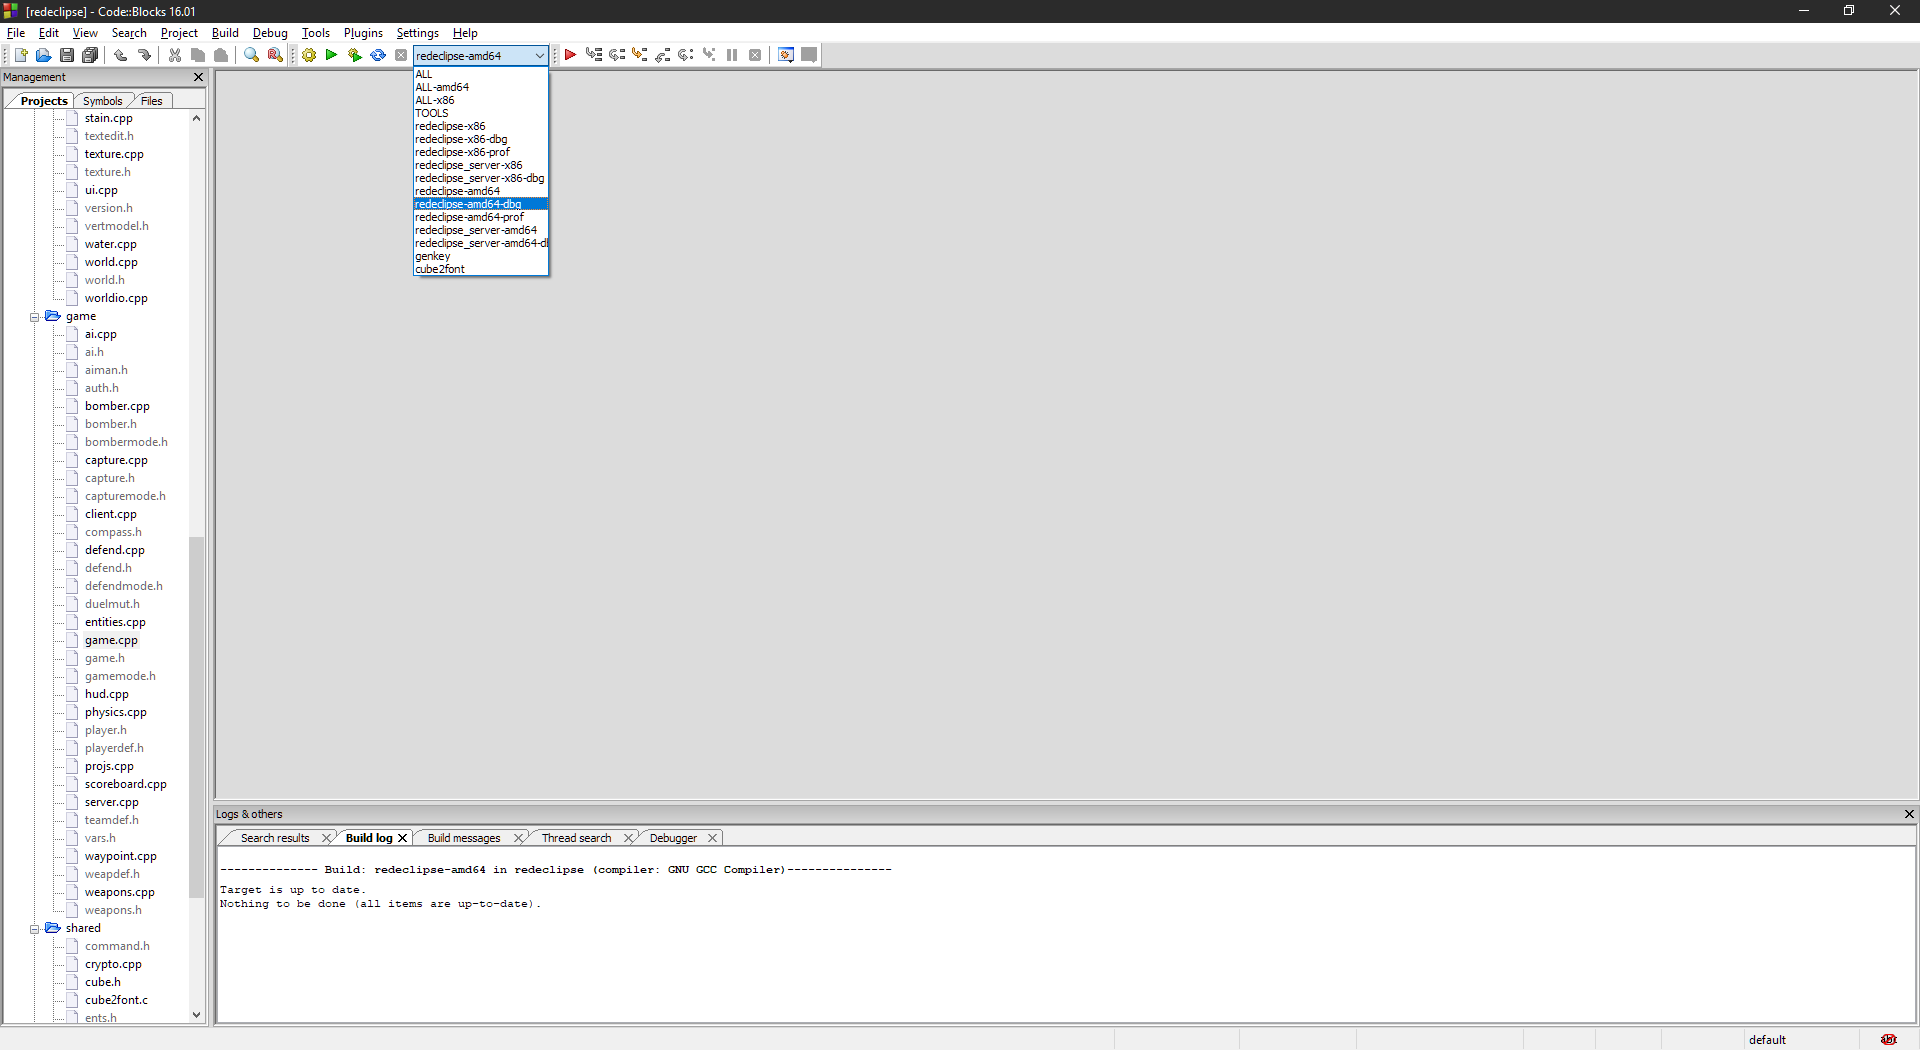 [redeclipse] - Code::Blocks 16.01
File Edit View Search Project Build Debug Tools Plugins Settings Help
redeclipse-amd64
ALL
ALL-amd64
ALL-x86
TOOLS
redeclipse-x86
redeclipse-x86-dbg
redeclipse-x86-prof
redeclipse_server-x86
redeclipse_server-x86-dbg
redeclipse-amd64
redeclipse-amd64-dbg
redeclipse-amd64-prof
redeclipse_server-amd64
redeclipse_server-amd64-d
genkey
cube2font
Management
Projects Symbols Files
stain.cpp
textedit.h
texture.cpp
texture.h
ui.cpp
version.h
vertmodel.h
water.cpp
world.cpp
world.h
worldio.cpp
game
ai.cpp
ai.h
aiman.h
auth.h
bomber.cpp
bomber.h
bombermode.h
capture.cpp
capture.h
capturemode.h
client.cpp
compass.h
defend.cpp
defend.h
defendmode.h
duelmut.h
entities.cpp
game.cpp
game.h
gamemode.h
hud.cpp
physics.cpp
player.h
playerdef.h
projs.cpp
scoreboard.cpp
server.cpp
teamdef.h
vars.h
waypoint.cpp
weapdef.h
weapons.cpp
weapons.h
shared
command.h
crypto.cpp
cube.h
cube2font.c
ents.h
Logs & others
Search results Build log Build messages Thread search Debugger
-------------- Build: redeclipse-amd64 in redeclipse (compiler: GNU GCC Compiler)---------------
Target is up to date.
Nothing to be done (all items are up-to-date).
default